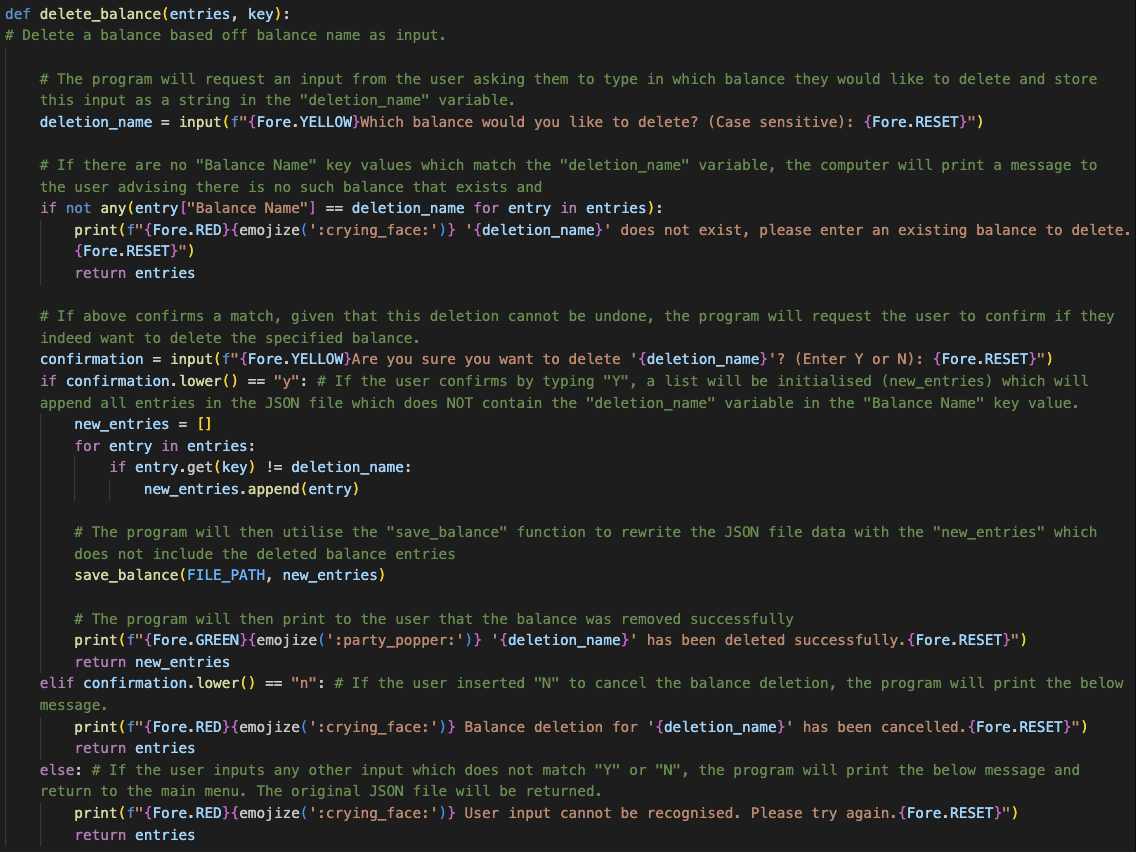 def delete_balance(entries, key):
# Delete a balance based off balance name as input.
# The program will request an input from the user asking them to type in which balance they would like to delete and store
this input as a string in the "deletion_name" variable.
deletion_name = input(f"{Fore.YELLOW}Which balance would you like to delete? (Case sensitive): {Fore.RESET}")
# If there are no "Balance Name" key values which match the "deletion_name" variable, the computer will print a message to
the user advising there is no such balance that exists and
if not any(entry["Balance Name"] == deletion_name for entry in entries):
print(f"{Fore.RED}{emojize(':crying_face:')} '{deletion_name}' does not exist, please enter an existing balance to delete.
{Fore.RESET}")
return entries
# If above confirms a match, given that this deletion cannot be undone, the program will request the user to confirm if they
indeed want to delete the specified balance.
confirmation = input(f"{Fore.YELLOW}Are you sure you want to delete '{deletion_name}'? (Enter Y or N): {Fore.RESET}")
if confirmation.lower() == "y": # If the user confirms by typing "Y", a list will be initialised (new_entries) which will
append all entries in the JSON file which does NOT contain the "deletion_name" variable in the "Balance Name" key value.
new_entries = []
for entry in entries:
if entry.get(key) != deletion_name:
new_entries.append(entry)
# The program will then utilise the "save_balance" function to rewrite the JSON file data with the "new_entries" which
does not include the deleted balance entries
save_balance(FILE_PATH, new_entries)
# The program will then print to the user that the balance was removed successfully
print(f"{Fore.GREEN}{emojize(':party_popper:')} '{deletion_name}' has been deleted successfully.{Fore.RESET}")
return new_entries
elif confirmation.lower() == "n": # If the user inserted "N" to cancel the balance deletion, the program will print the below
message.
print(f"{Fore.RED}{emojize(':crying_face:')} Balance deletion for '{deletion_name}' has been cancelled.{Fore.RESET}")
return entries
else: # If the user inputs any other input which does not match "Y" or "N", the program will print the below message and
return to the main menu. The original JSON file will be returned.
print(f"{Fore.RED}{emojize(':crying_face:')} User input cannot be recognised. Please try again.{Fore.RESET}")
return entries